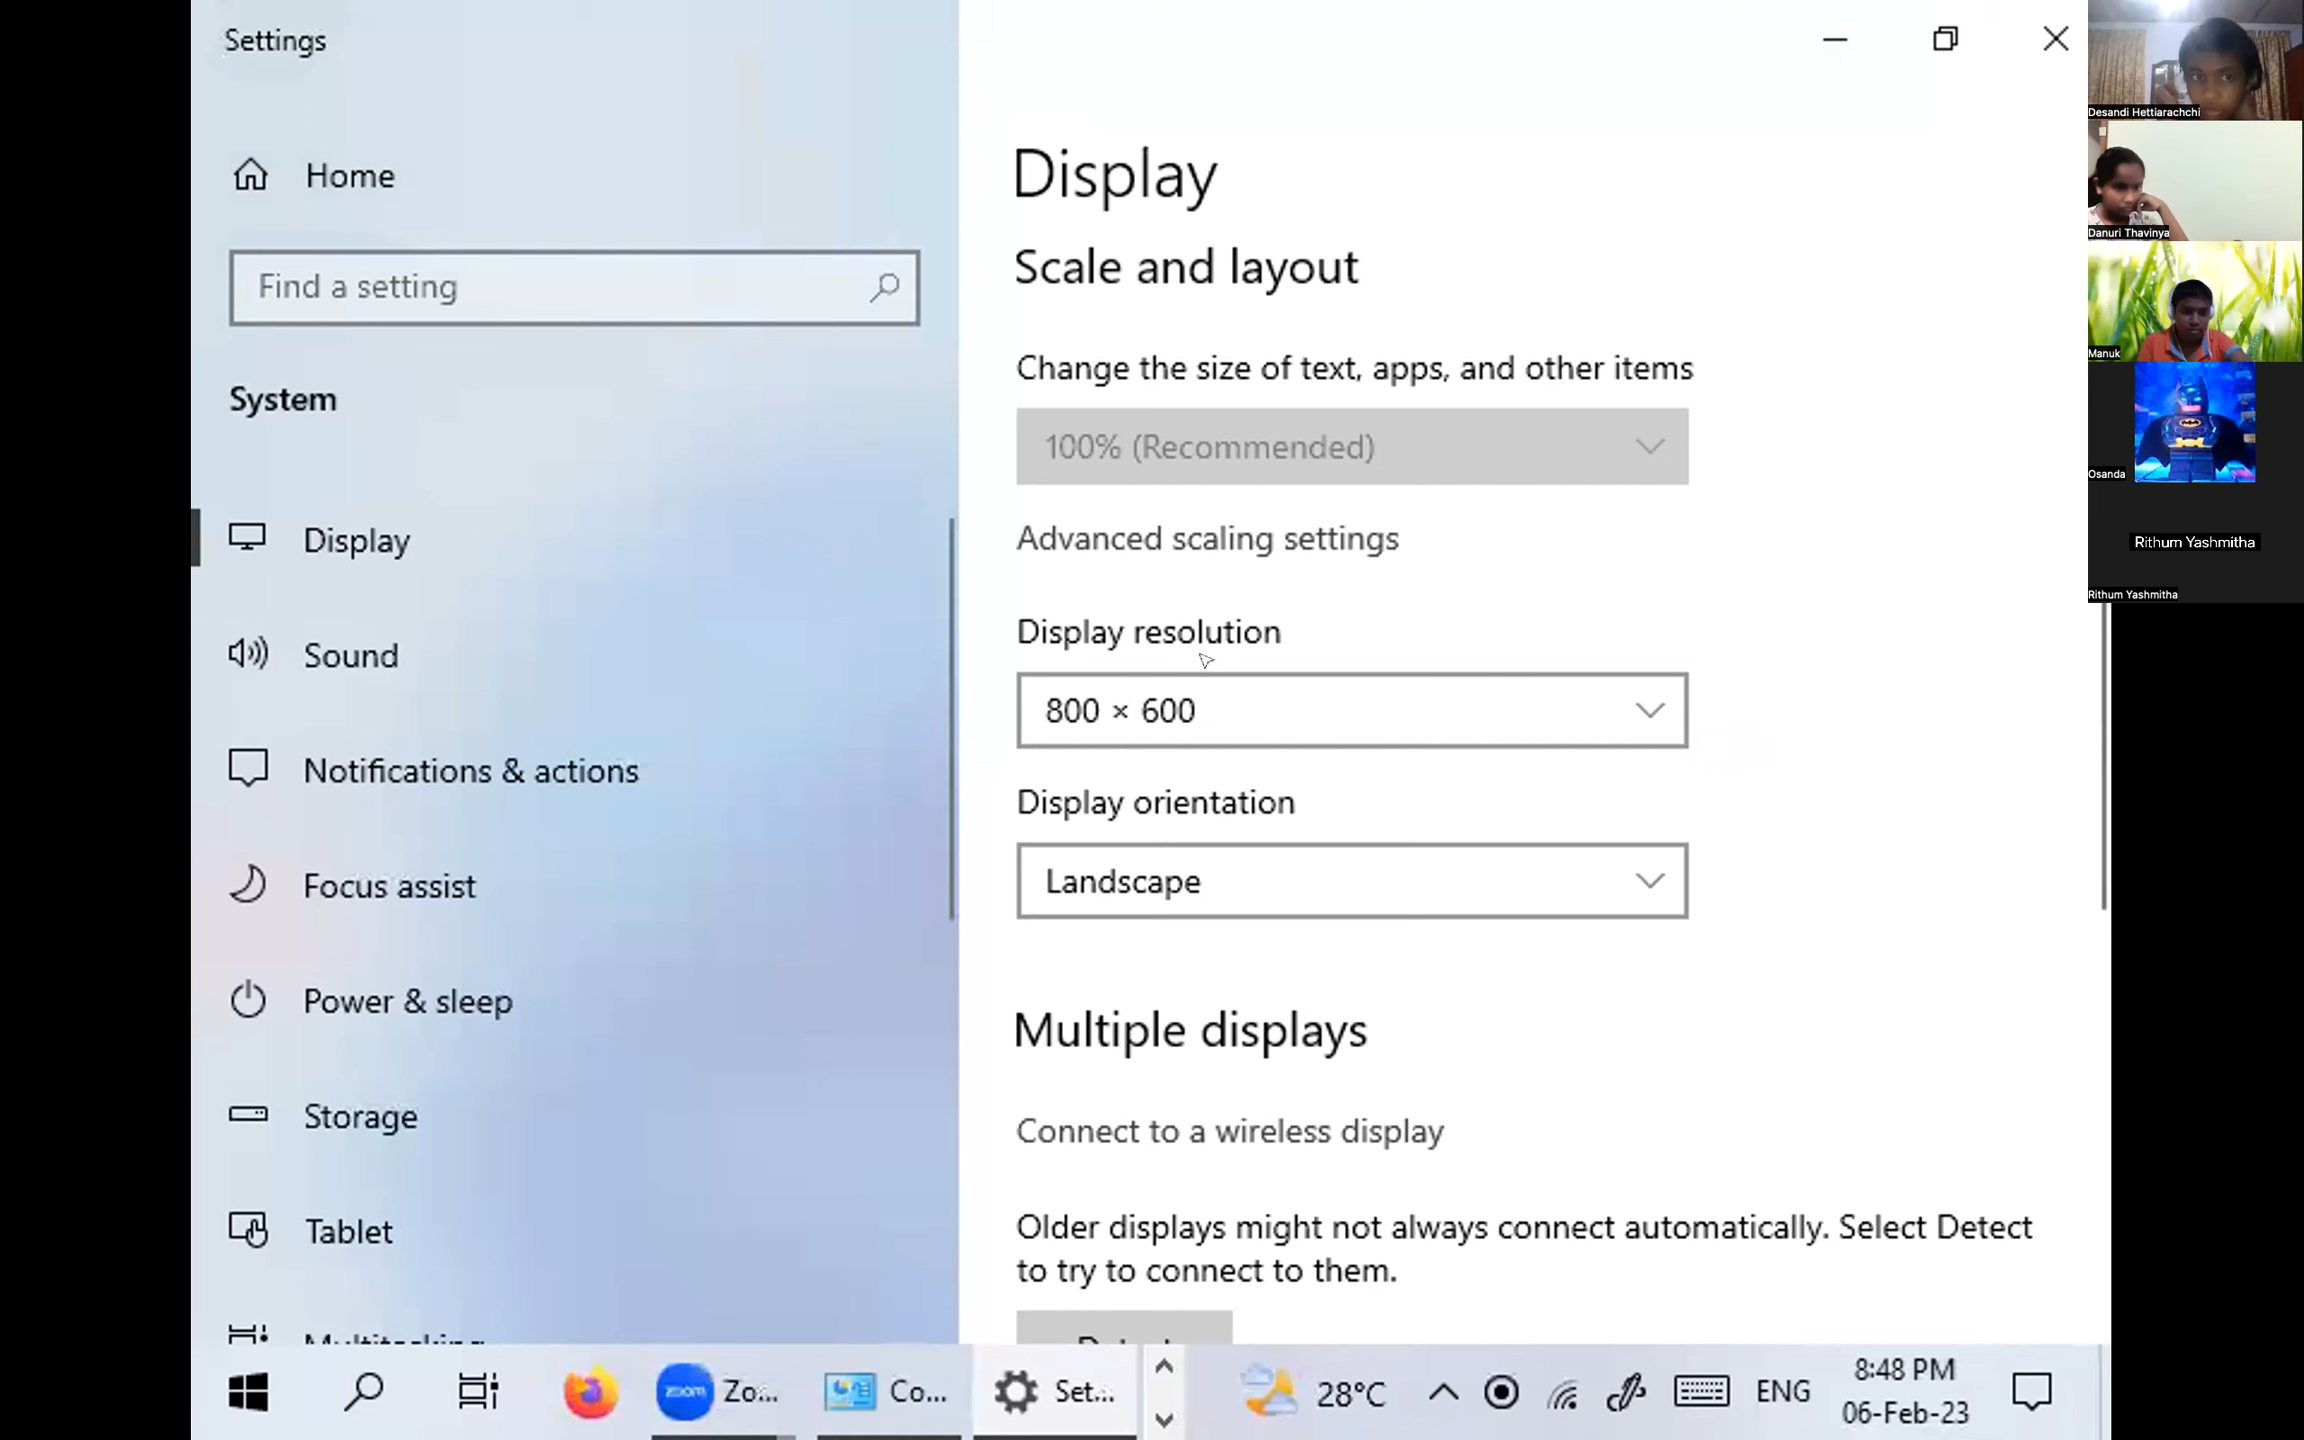 Settings
Home
Find a setting
System
Display
Sound
Notifications & actions
Focus assist
Power & sleep
Storage
Tablet
Multitasking
Display
Scale and layout
Change the size of text, apps, and other items
100% (Recommended)
Advanced scaling settings
Display resolution
800 × 600
Display orientation
Landscape
Multiple displays
Connect to a wireless display
Older displays might not always connect automatically. Select Detect
to try to connect to them.
Detect
Desandi Hettiarachchi
Danuri Thavinya
Manuk
Osanda
Rithum Yashmitha
Rithum Yashmitha
zoom
Zo...
Co...
Set...
28°C
ENG
8:48 PM
06-Feb-23